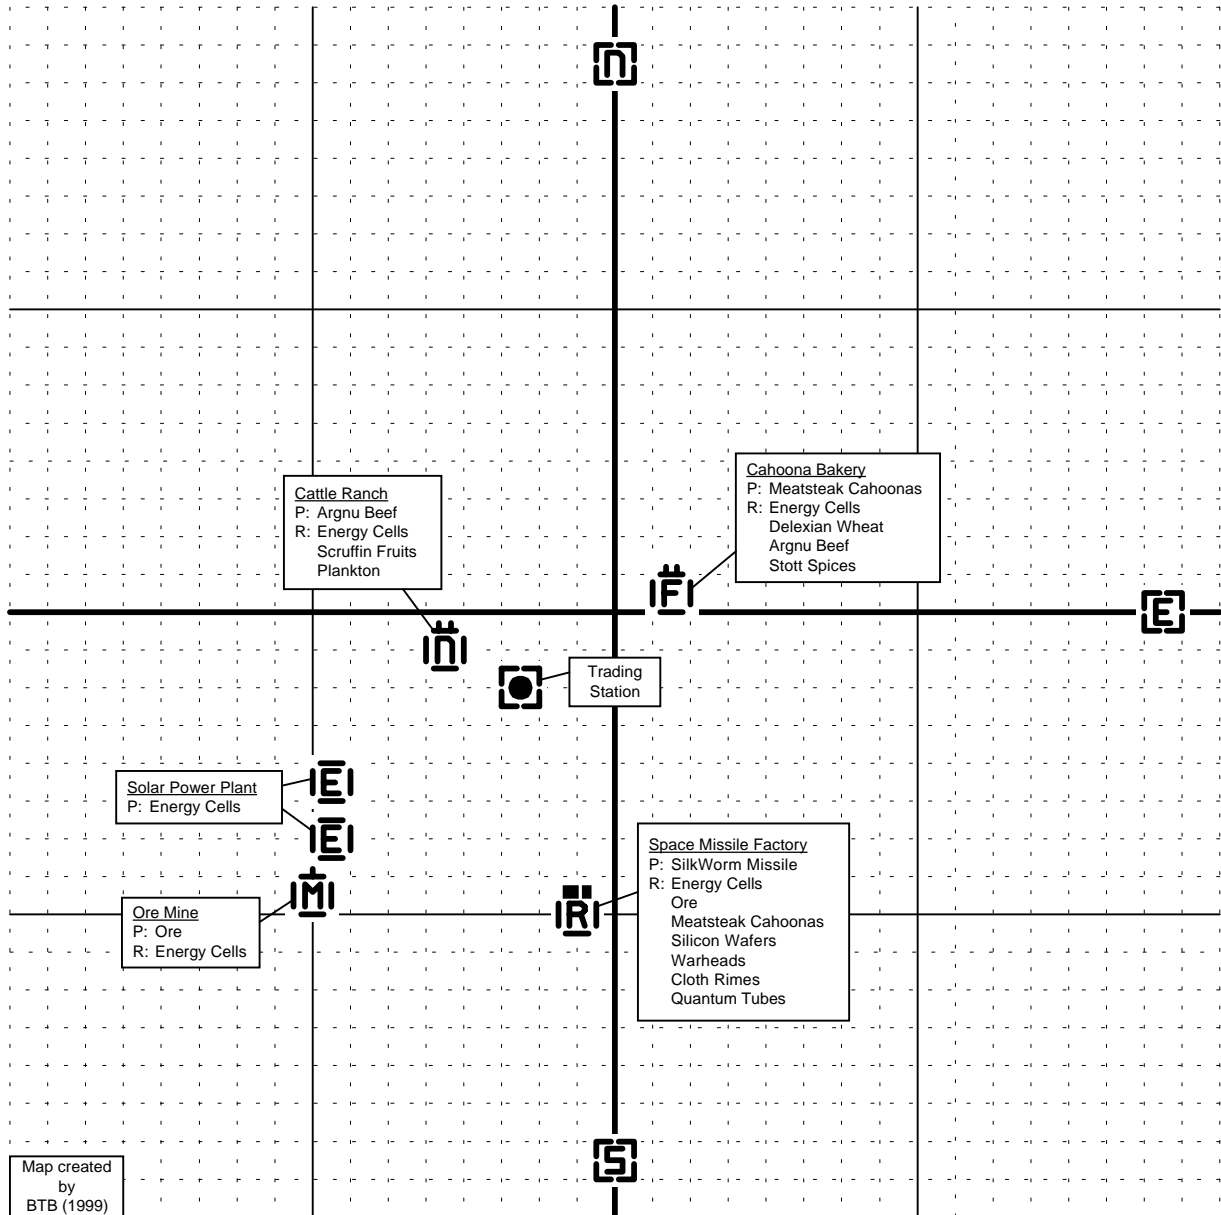 n
Cahoona Bakery
P: Meatsteak Cahoonas
R: Energy Cells
Delexian Wheat
Argnu Beef
Stott Spices
Cattle Ranch
P: Argnu Beef
R: Energy Cells
Scruffin Fruits
Plankton
F
E
n
Trading
Station
Solar Power Plant
P: Energy Cells
E
E
M
Ore Mine
P: Ore
R: Energy Cells
R
Space Missile Factory
P: SilkWorm Missile
R: Energy Cells
Ore
Meatsteak Cahoonas
Silicon Wafers
Warheads
Cloth Rimes
Quantum Tubes
S
Map created
by
BTB (1999)